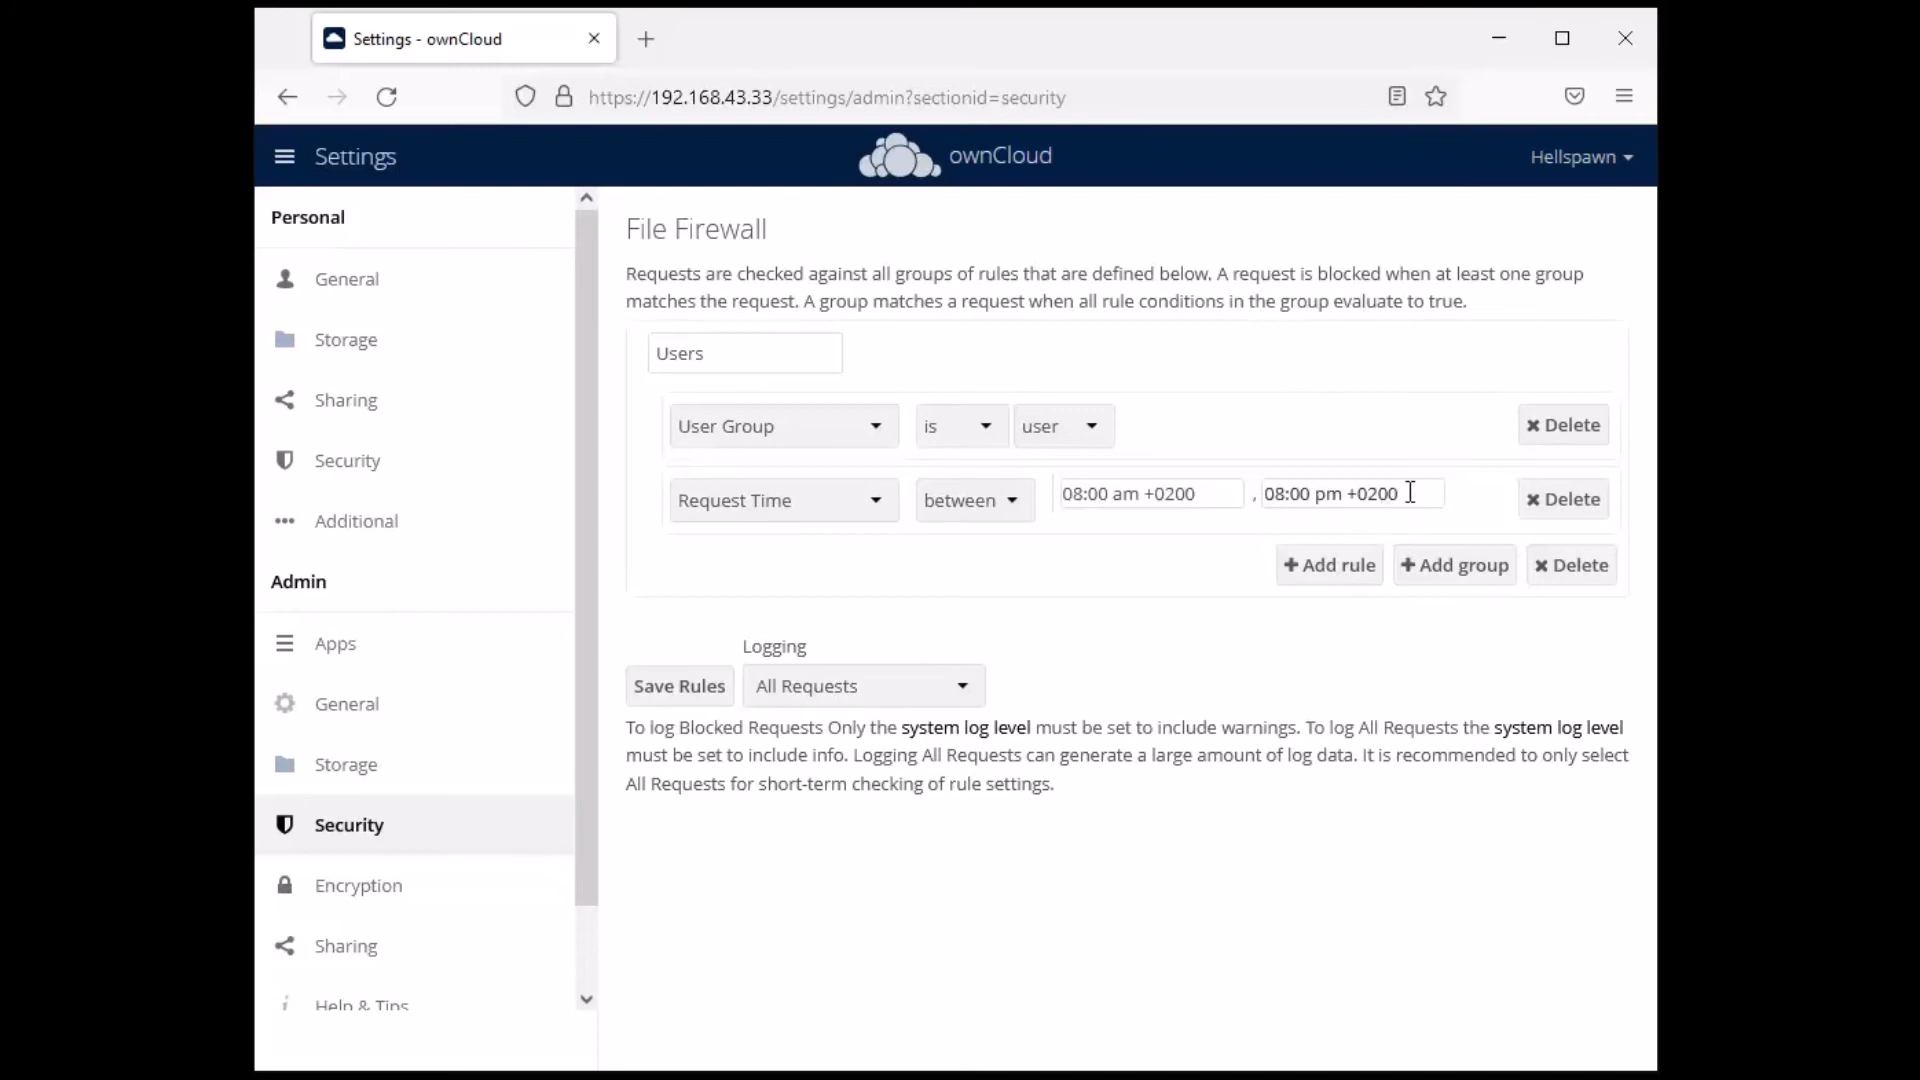 Settings - ownCloud
https://192.168.43.33/settings/admin?sectionid=security
Settings
ownCloud
Hellspawn
Personal
General
Storage
Sharing
Security
Additional
Admin
Apps
General
Storage
Security
Encryption
Sharing
Help & Tips
File Firewall
Requests are checked against all groups of rules that are defined below. A request is blocked when at least one group
matches the request. A group matches a request when all rule conditions in the group evaluate to true.
Users
User Group is user Delete
Request Time between 08:00 am +0200 , 08:00 pm +0200 Delete
Add rule Add group Delete
Logging
Save Rules All Requests
To log Blocked Requests Only the system log level must be set to include warnings. To log All Requests the system log level
must be set to include info. Logging All Requests can generate a large amount of log data. It is recommended to only select
All Requests for short-term checking of rule settings.